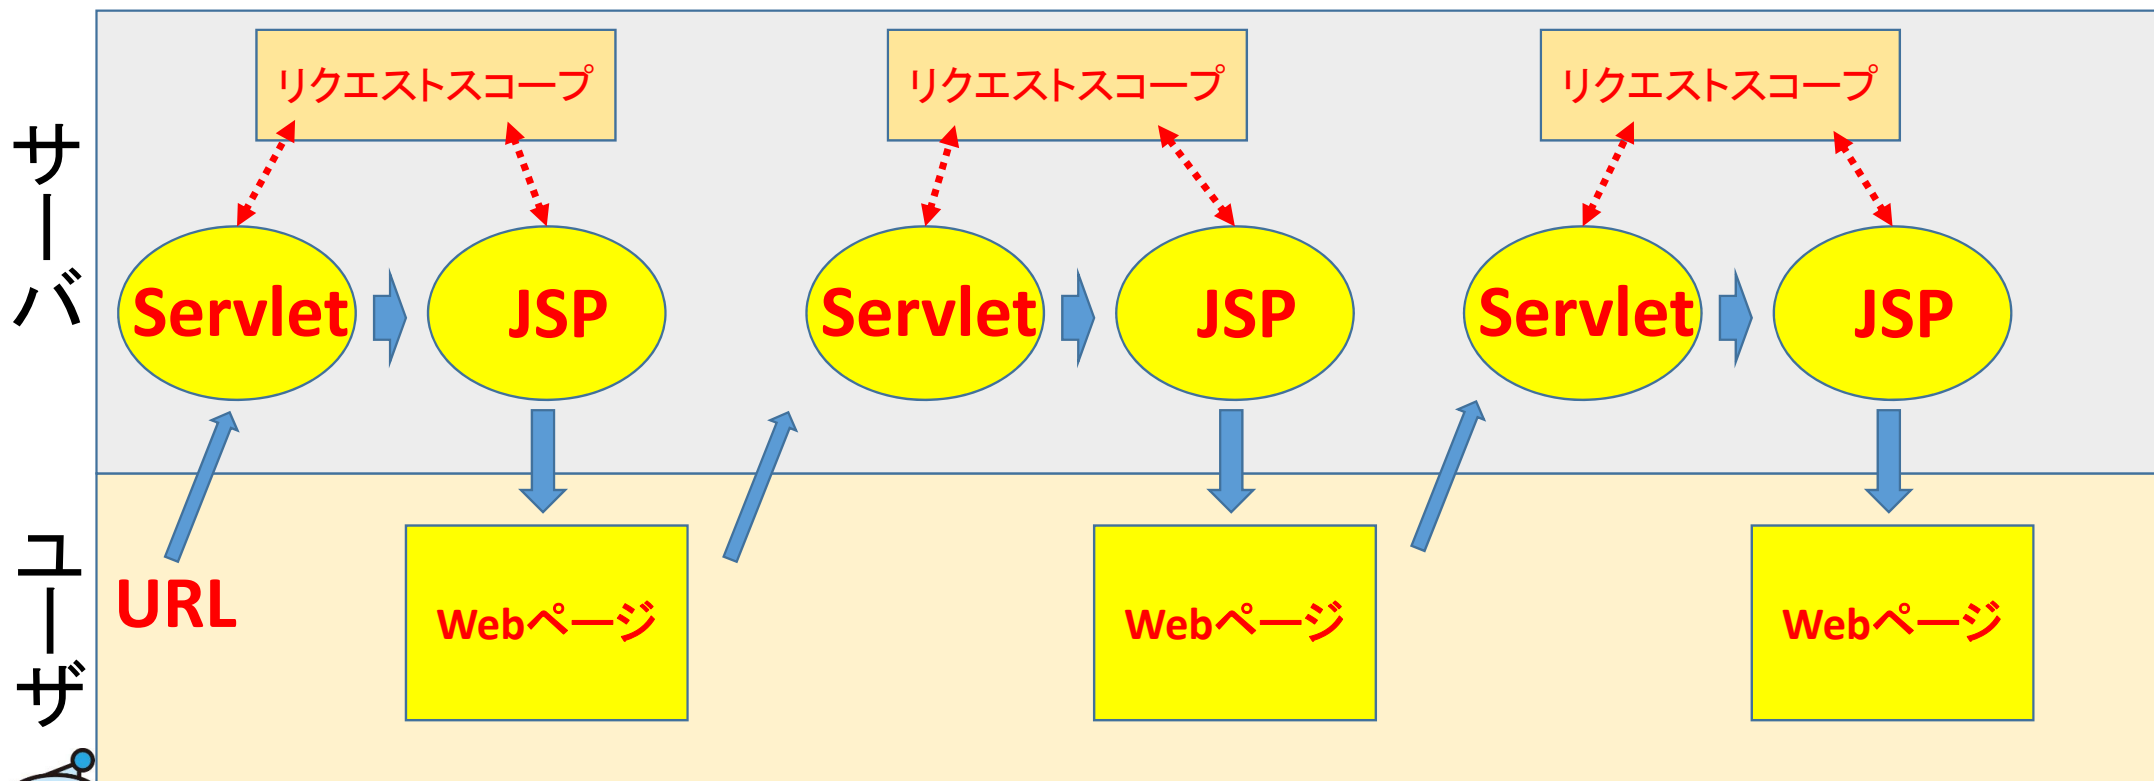 サーバ
リクエストスコープ
リクエストスコープ
リクエストスコープ
Servlet
JSP
Servlet
JSP
Servlet
JSP
ユーザ
URL
Webページ
Webページ
Webページ